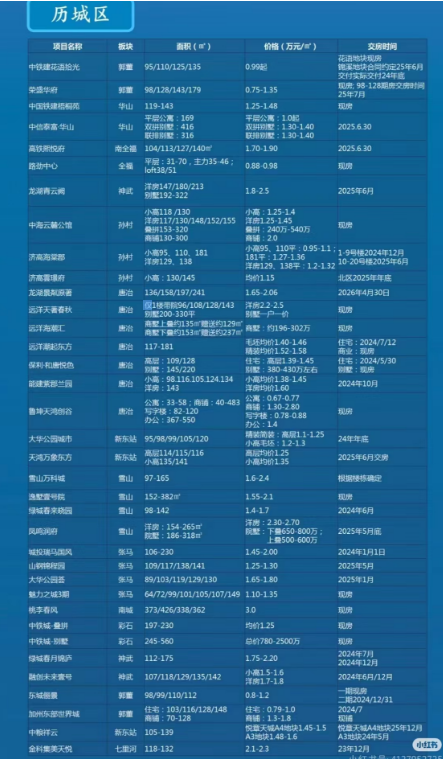 历城区
项目名称 板块 面积（㎡） 价格（万元/㎡） 交房时间
中铁建花语拾光 郭董 95/110/125/135 0.99起 花语地块现房
锦溪地块合同约定25年6月
交付实际交付24年底
荣盛华府 郭董 98/128/143/179 0.75-1.35 现房; 98-128期房交房时间
25年7月
中国铁建梧桐苑 华山 119-143 1.25-1.48 现房
中信泰富·华山 华山 平层公寓：169
双拼别墅：416
联排别墅：316 平层公寓：1.0起
双拼别墅：1.30-1.40
联排别墅：1.30-1.40 2025.6.30
高铁熙悦府 南全福 104/113/127/140㎡ 1.70-1.90 现房
路劲中心 全福 平层：31-70，主力35-46；
loft38/51 0.88-0.98 现房
龙湖青云阙 神武 洋房147/180/213
别墅192-322 1.8-2.5 2025年6月
中海云麓公馆 孙村 小高118 /130
洋房117/130/148/152/155
叠拼153-320
商铺130-300 小高：1.25-1.4
洋房1.25-1.45
叠拼：240万-540万
商铺：2.0 现房
济高海棠郡 孙村 小高95、110、181
洋房129、138 小高95、110平：0.95-1.1；
181平：1.27-1.36
洋房129、138平：1.2-1.32 1-9号楼2024年12月
10-20号楼2025年6月
济高雲璟府 孙村 小高：130/145 均价1.15 北区2025年年底
龙湖晨粼原著 唐冶 136/158/197/241 1.65-2.06 2026年4月30日
远洋天著春秋 唐冶 仅1楼带院96/108/128/143
别墅200-330平 洋房2.2-2.5
别墅一户一价 现房
远洋海潮汇 唐冶 商墅上叠约135㎡赠送约129㎡
商墅下叠约153㎡赠送约237㎡ 商墅：约196-302万 现房
远洋潮起东方 唐冶 117-181 毛坯均价1.40-1.46
精装均价1.52-1.58 住宅：2024/7/12
商业：现房
保利·和唐悦色 唐冶 高层：109/128
别墅：145/220 住宅：高层1.39-1.45
别墅：380-430万左右 住宅：2024/5/30
别墅：现房
能建紫郡兰园 唐冶 小高：98.116.105.124.134
洋房：143 小高均价1.38-1.45
洋房均价1.60 2024年10月
鲁坤天鸿创谷 唐冶 公寓：33-58；商铺：40-483
写字楼：82-120
办公：367-550 公寓：0.67-0.77
商铺：1.30-2.80
写字楼：0.78-0.88
办公：1.4 现房
大华公园城市 新东站 95/98/99/105/120 精装简装：高层1.1-1.25
小高毛坯：1.2-1.3 24年年底
天鸿万象东方 新东站 高层114/115/116
小高135/141 高层均价1.25
小高均价1.35 2025年6月交房
雪山万科城 雪山 97-165 1.6-2.4 根据楼栋确定
逸墅壹号院 雪山 152-382㎡ 1.55-2.1 现房
绿城春来晓园 雪山 98-142 1.4-1.7 2024年6月
凤鸣润府 雪山 洋房：154-265㎡
院墅：186-318㎡ 洋房：2.30-2.70
院墅：下叠650-800万；
上叠500-600万 2025年5月底
城投瑞马国风 张马 106-230 1.45-2.00 2024年1月1日
山钢锦程园 张马 109/117/138/141 1.25-1.30 2025年5月
大华公园荟 张马 89/103/119/129/130 1.65-1.80 2025年1月
魅力之城3期 张马 64/72/99/101/105/107/149 1.10-1.35 现房
桃李春风 南城 373/426/338/362 3.0 现房
中铁城-叠拼 彩石 197-230 均价1.25 现房
中铁城-别墅 彩石 245-560 总价780-2500万 现房
绿城春月锦庐 神武 112-175 1.75-2.20 2024年7月
2024年12月
融创未来壹号 神武 107/118/129/135/142 小高1.5-1.6
洋房1.7-1.8 2024年6月/12月
东城丽景 郭董 98/99/110/112 0.8-1.2 一期现房
二期2024/12/31
加州东部世界城 郭董 住宅：103/116/128/148
商铺：70-128 住宅：0.79-1.0
商铺：1.3-1.8 2024/7
现铺
中粮祥云 新东站 105-139 悦章天城A4地块1.45-1.5
A3地块1.48-1.6 悦章天城A4地块25年12月
A3地块24年5月
金科集美天悦 七里河 118-132 2.1-2.3 23年12月
小红书